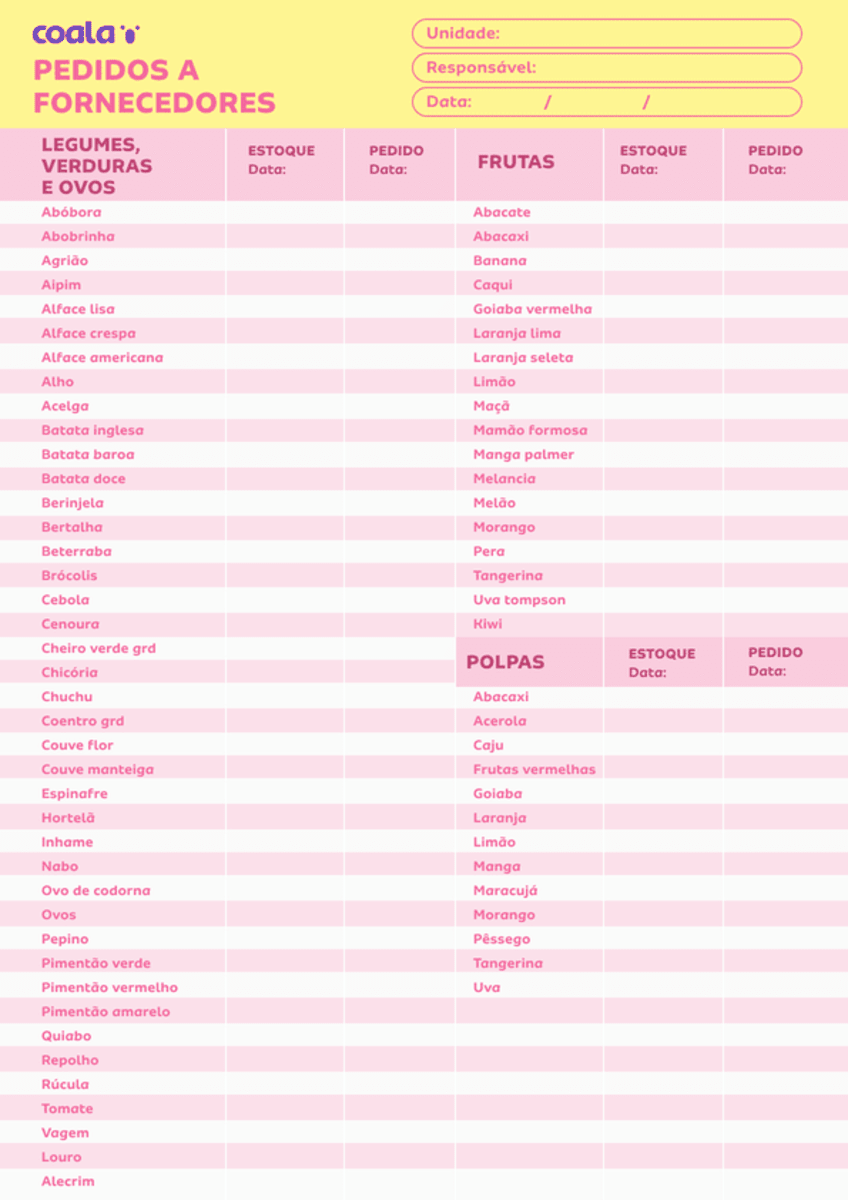 coala
PEDIDOS A
FORNECEDORES
Unidade:
Responsável:
Data: / /
LEGUMES,
VERDURAS
E OVOS
ESTOQUE
Data:
PEDIDO
Data:
Abóbora
Abobrinha
Agrião
Aipim
Alface lisa
Alface crespa
Alface americana
Alho
Acelga
Batata inglesa
Batata baroa
Batata doce
Berinjela
Bertalha
Beterraba
Brócolis
Cebola
Cenoura
Cheiro verde grd
Chicória
Chuchu
Coentro grd
Couve flor
Couve manteiga
Espinafre
Hortelã
Inhame
Nabo
Ovo de codorna
Ovos
Pepino
Pimentão verde
Pimentão vermelho
Pimentão amarelo
Quiabo
Repolho
Rúcula
Tomate
Vagem
Louro
Alecrim
FRUTAS
ESTOQUE
Data:
PEDIDO
Data:
Abacate
Abacaxi
Banana
Caqui
Goiaba vermelha
Laranja lima
Laranja seleta
Limão
Maçã
Mamão formosa
Manga palmer
Melancia
Melão
Morango
Pera
Tangerina
Uva tompson
Kiwi
POLPAS
ESTOQUE
Data:
PEDIDO
Data:
Abacaxi
Acerola
Caju
Frutas vermelhas
Goiaba
Laranja
Limão
Manga
Maracujá
Morango
Pêssego
Tangerina
Uva